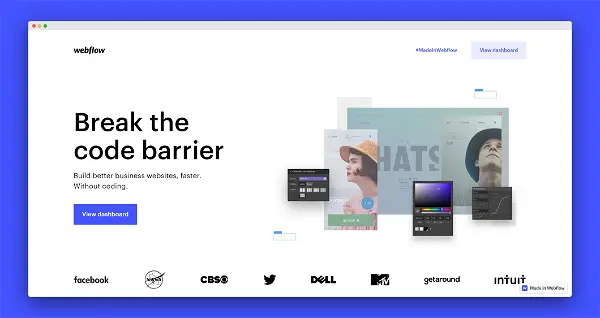 webflow
#MadeInWebflow
View dashboard
Break the
code barrier
Build better business websites, faster.
Without coding.
View dashboard
HATS
facebook
CBS
DELL
MTV
getaround
intuit
Made in Webflow